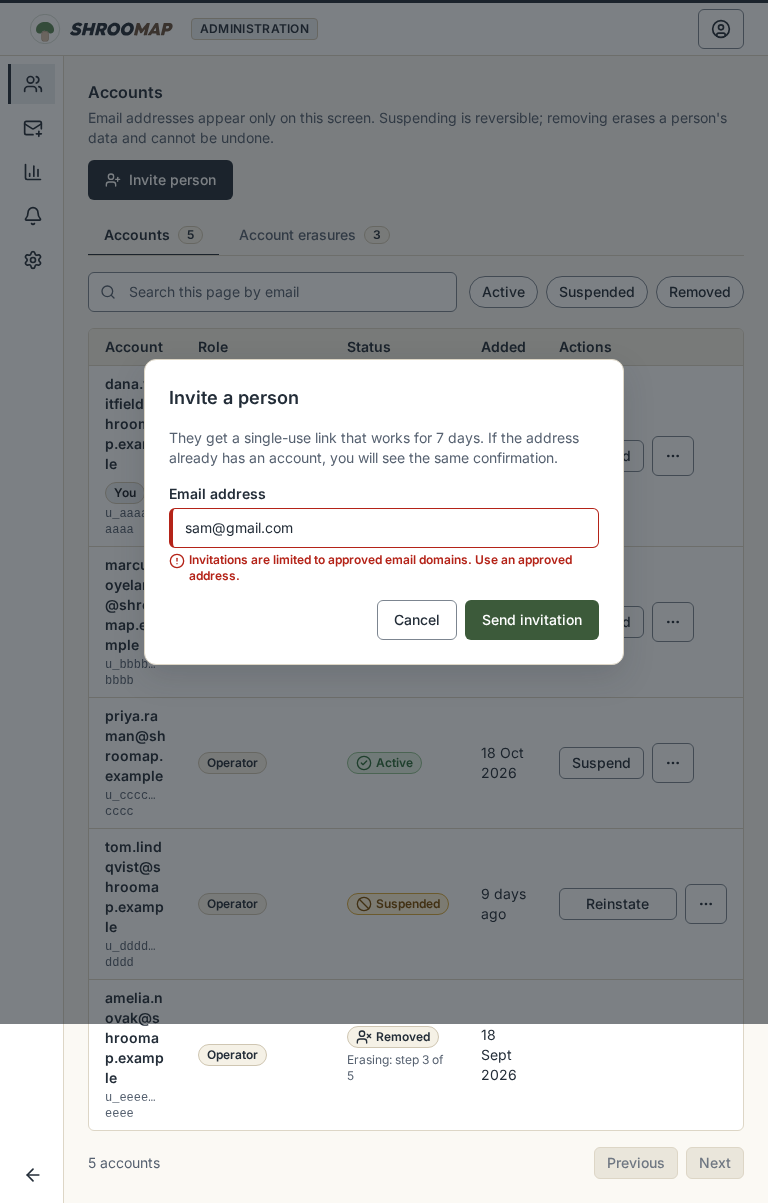 SHROOMAP
ADMINISTRATION
Accounts
Email addresses appear only on this screen. Suspending is reversible; removing erases a person's
data and cannot be undone.
Invite person
Accounts 5 Account erasures 3
Search this page by email
Active Suspended Removed
Account Role Status Added Actions
dana.
itfield
hroom
p.exa
le
You
u_aaaa
aaaa
Invite a person
They get a single-use link that works for 7 days. If the address
already has an account, you will see the same confirmation.
Email address
sam@gmail.com
Invitations are limited to approved email domains. Use an approved
address.
Cancel Send invitation
marcu
oyelar
@shro
map.e
mple
u_bbbb…
bbbb
priya.ra
man@sh
roomap.
example
u_cccc…
cccc
Operator
Active
18 Oct
2026
Suspend
tom.lind
qvist@s
hrooma
p.examp
le
u_dddd…
dddd
Operator
Suspended
9 days
ago
Reinstate
amelia.n
ovak@s
hrooma
p.examp
le
u_eeee…
eeee
Operator
Removed
Erasing: step 3 of
5
18
Sept
2026
5 accounts
Previous Next